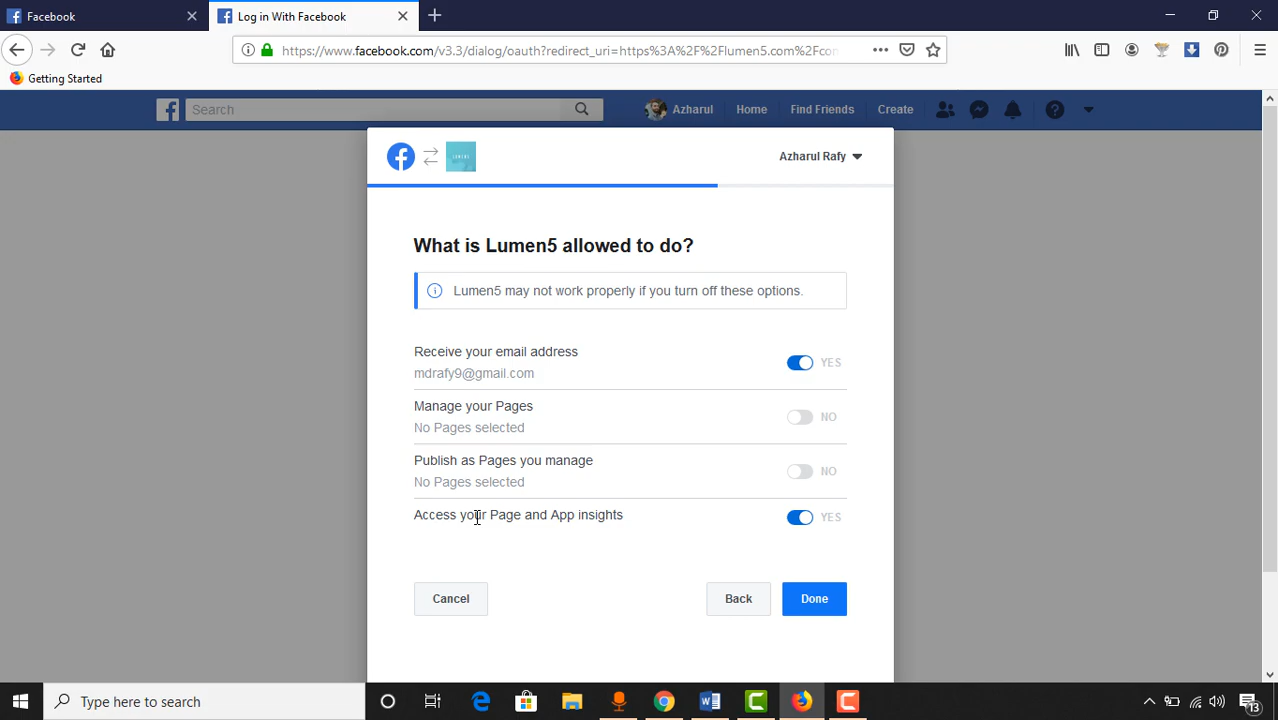 Facebook
Log in With Facebook
https://www.facebook.com/v3.3/dialog/oauth?redirect_uri=https%3A%2F%2Flumen5.com%2Fcon
Getting Started
Search
Azharul
Home
Find Friends
Create
Azharul Rafy
What is Lumen5 allowed to do?
Lumen5 may not work properly if you turn off these options.
Receive your email address
mdrafy9@gmail.com
YES
Manage your Pages
No Pages selected
NO
Publish as Pages you manage
No Pages selected
NO
Access your Page and App insights
YES
Cancel
Back
Done
Type here to search
13